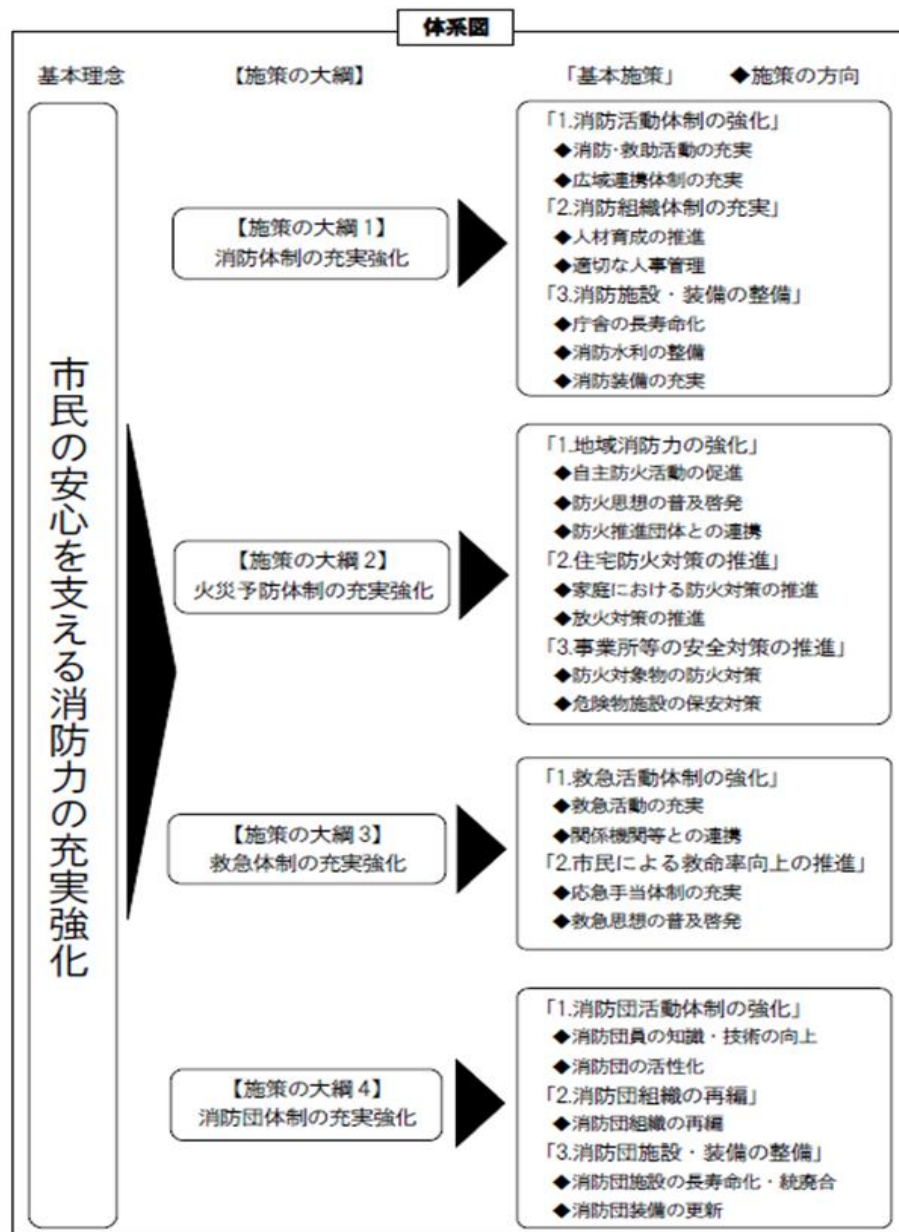 体系図
基本理念
【施策の大綱】
「基本施策」　◆施策の方向
市民の安心を支える消防力の充実強化
【施策の大綱1】
消防体制の充実強化
「1.消防活動体制の強化」
◆消防・救助活動の充実
◆広域連携体制の充実
「2.消防組織体制の充実」
◆人材育成の推進
◆適切な人事管理
「3.消防施設・装備の整備」
◆庁舎の長寿命化
◆消防水利の整備
◆消防装備の充実
【施策の大綱2】
火災予防体制の充実強化
「1.地域消防力の強化」
◆自主防火活動の促進
◆防火思想の普及啓発
◆防火推進団体との連携
「2.住宅防火対策の推進」
◆家庭における防火対策の推進
◆放火対策の推進
「3.事業所等の安全対策の推進」
◆防火対象物の防火対策
◆危険物施設の保安対策
【施策の大綱3】
救急体制の充実強化
「1.救急活動体制の強化」
◆救急活動の充実
◆関係機関等との連携
「2.市民による救命率向上の推進」
◆応急手当体制の充実
◆救急思想の普及啓発
【施策の大綱4】
消防団体制の充実強化
「1.消防団活動体制の強化」
◆消防団員の知識・技術の向上
◆消防団の活性化
「2.消防団組織の再編」
◆消防団組織の再編
「3.消防団施設・装備の整備」
◆消防団施設の長寿命化・統廃合
◆消防団装備の更新